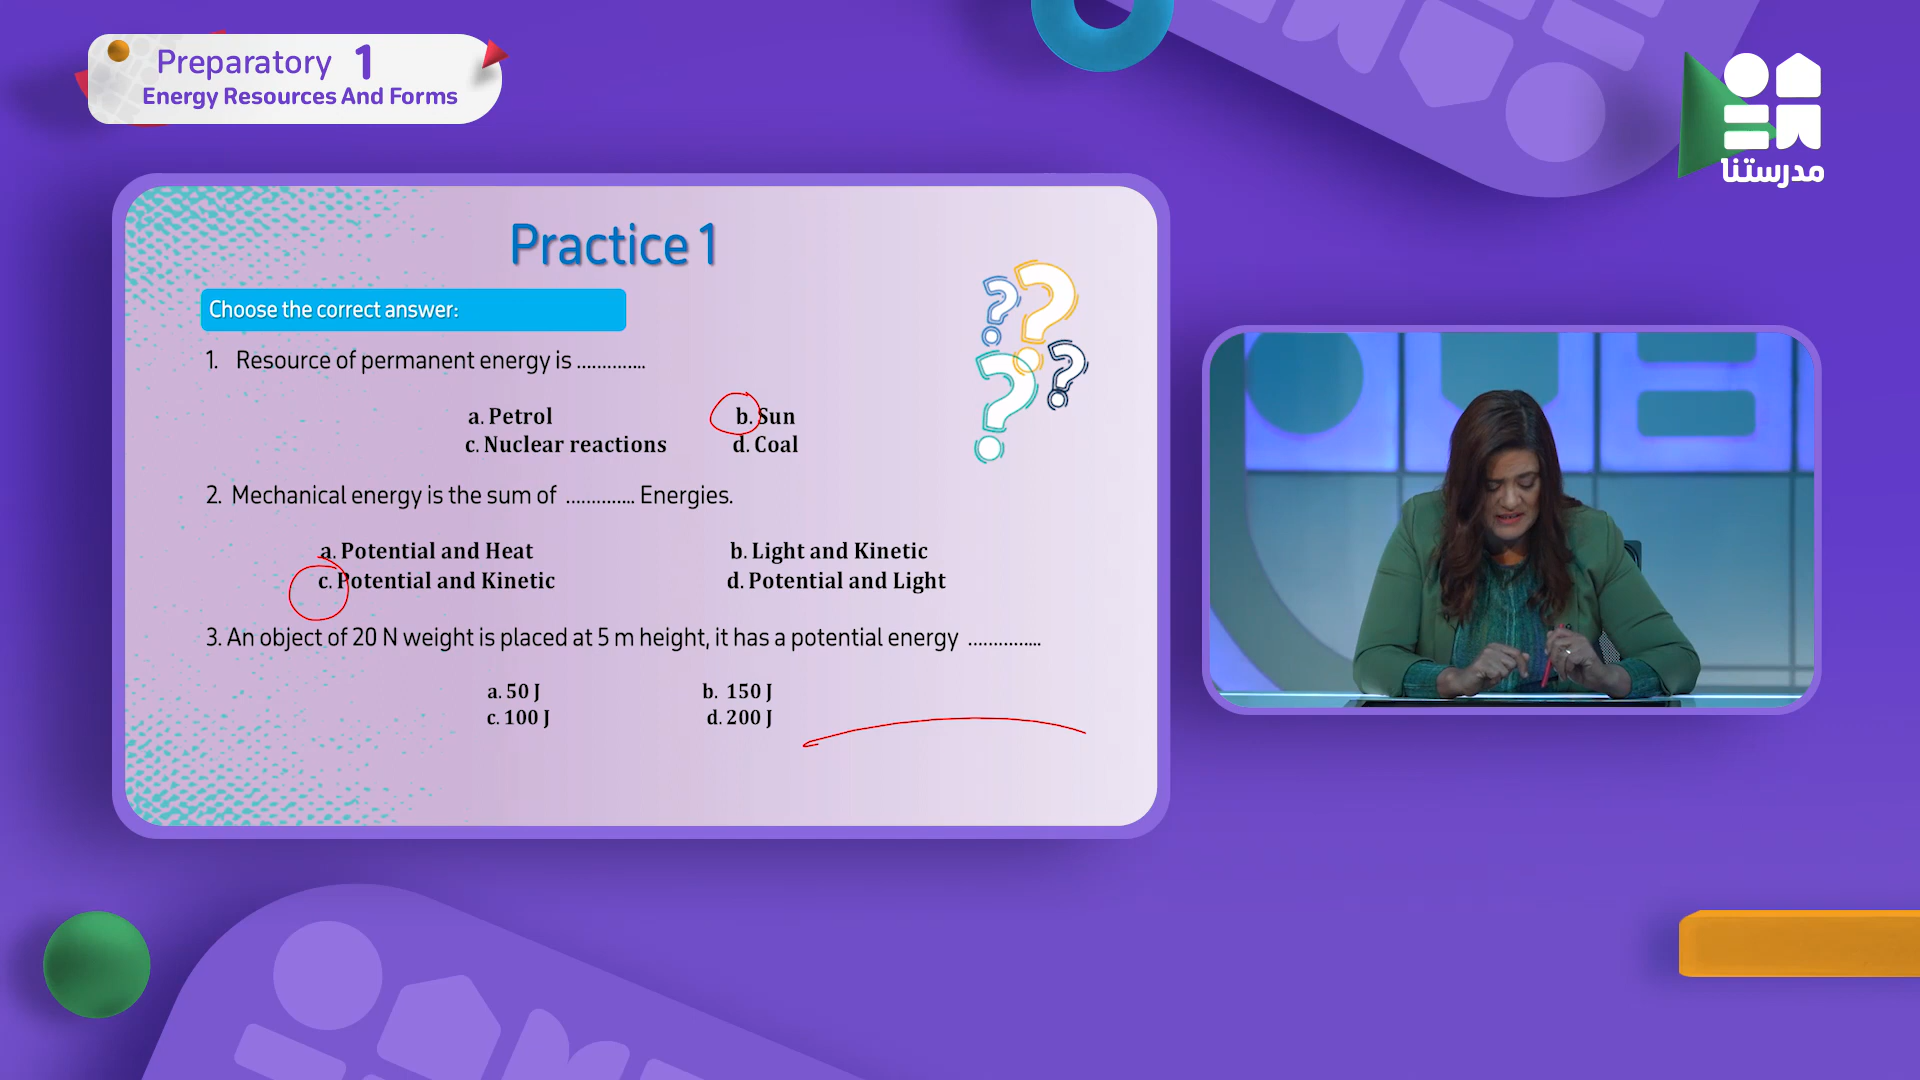 Preparatory 1
Energy Resources And Forms
مدرستنا
Practice 1
Choose the correct answer:
1. Resource of permanent energy is ..............
a. Petrol b. Sun
c. Nuclear reactions d. Coal
2. Mechanical energy is the sum of .............. Energies.
a. Potential and Heat b. Light and Kinetic
c. Potential and Kinetic d. Potential and Light
3. An object of 20 N weight is placed at 5 m height, it has a potential energy ...............
a. 50 J b. 150 J
c. 100 J d. 200 J